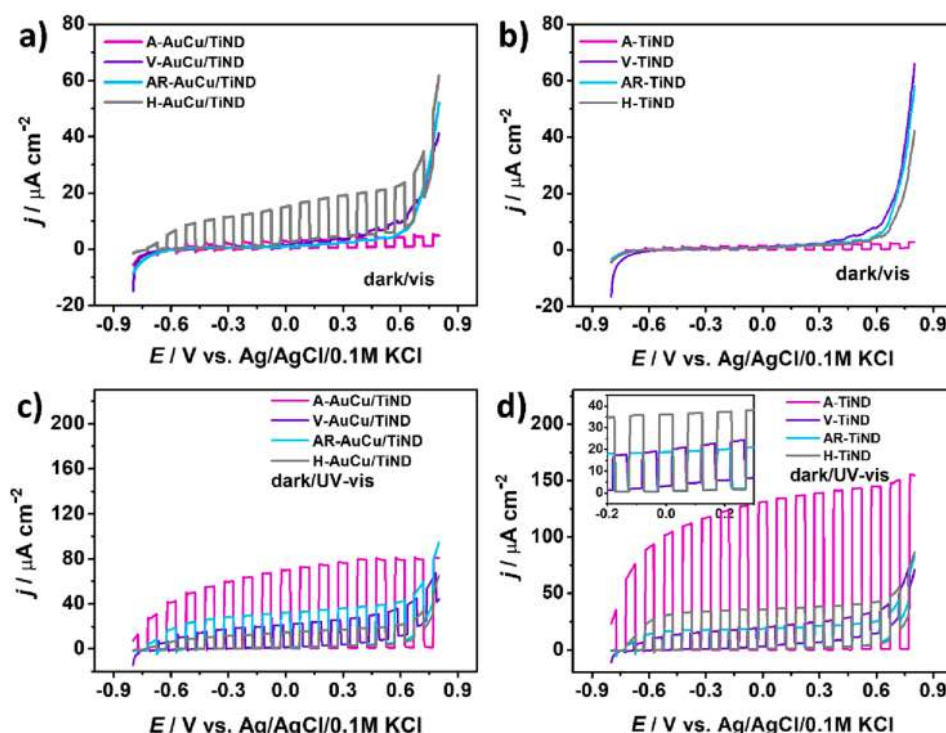 a)
A-AuCu/TiND
V-AuCu/TiND
AR-AuCu/TiND
H-AuCu/TiND
80
60
40
20
0
-20
j / μA cm⁻²
dark/vis
-0.9 -0.6 -0.3 0.0 0.3 0.6 0.9
E / V vs. Ag/AgCl/0.1M KCl
b)
A-TiND
V-TiND
AR-TiND
H-TiND
80
60
40
20
0
-20
j / μA cm⁻²
dark/vis
-0.9 -0.6 -0.3 0.0 0.3 0.6 0.9
E / V vs. Ag/AgCl/0.1M KCl
c)
A-AuCu/TiND
V-AuCu/TiND
AR-AuCu/TiND
H-AuCu/TiND
dark/UV-vis
200
160
120
80
40
0
j / μA cm⁻²
-0.9 -0.6 -0.3 0.0 0.3 0.6 0.9
E / V vs. Ag/AgCl/0.1M KCl
d)
40
30
20
10
0
-0.2 0.0 0.2
A-TiND
V-TiND
AR-TiND
H-TiND
dark/UV-vis
200
150
100
50
0
j / μA cm⁻²
-0.9 -0.6 -0.3 0.0 0.3 0.6 0.9
E / V vs. Ag/AgCl/0.1M KCl